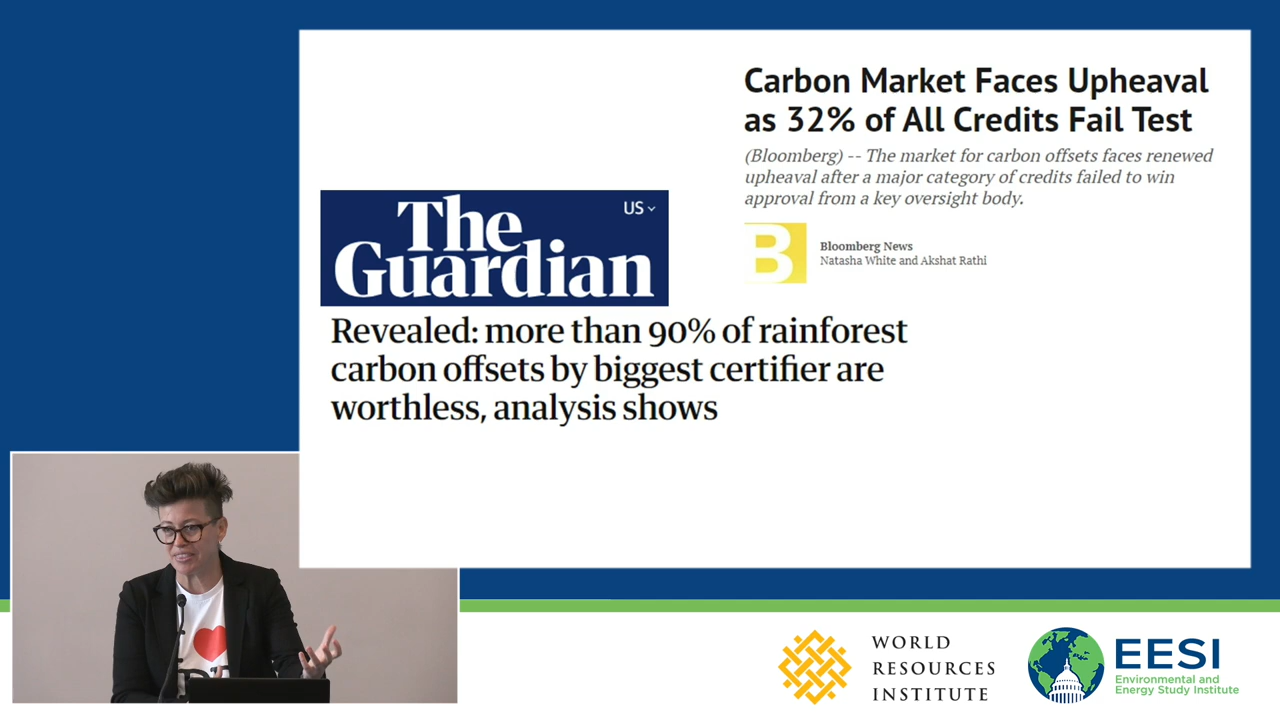 Carbon Market Faces Upheaval
as 32% of All Credits Fail Test
(Bloomberg) -- The market for carbon offsets faces renewed
upheaval after a major category of credits failed to win
approval from a key oversight body.
B
Bloomberg News
Natasha White and Akshat Rathi
US
The
Guardian
Revealed: more than 90% of rainforest
carbon offsets by biggest certifier are
worthless, analysis shows
WORLD
RESOURCES
INSTITUTE
EESI
Environmental and
Energy Study Institute